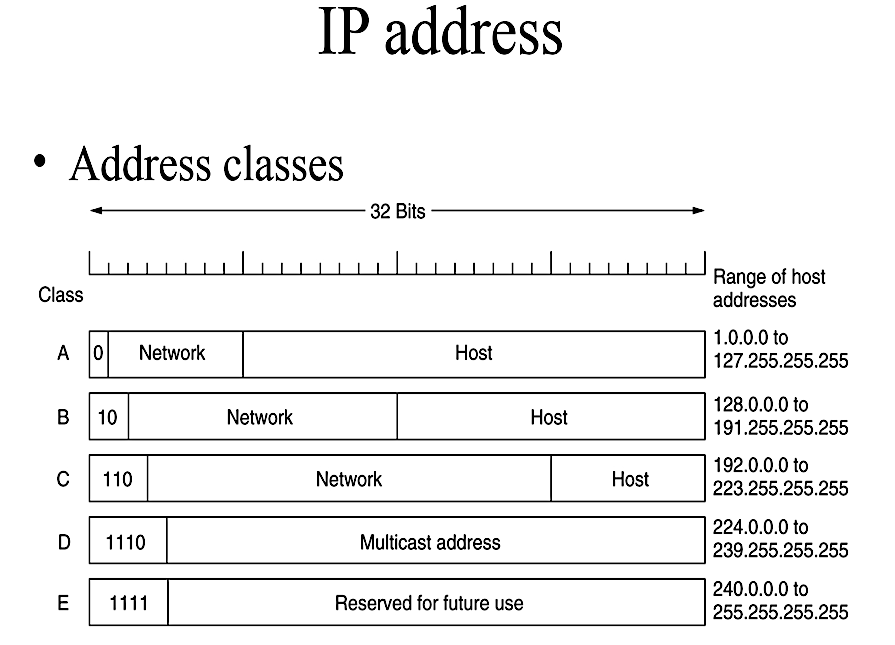 IP address
• Address classes
32 Bits
Class
Range of host
addresses
A 0 Network Host 1.0.0.0 to
127.255.255.255
B 10 Network Host 128.0.0.0 to
191.255.255.255
C 110 Network Host 192.0.0.0 to
223.255.255.255
D 1110 Multicast address 224.0.0.0 to
239.255.255.255
E 1111 Reserved for future use 240.0.0.0 to
255.255.255.255